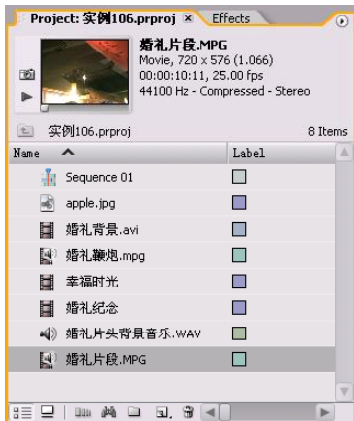 Project: 实例106.prproj × Effects
婚礼片段.MPG
Movie, 720 x 576 (1.066)
00:00:10:11, 25.00 fps
44100 Hz - Compressed - Stereo
实例106.prproj 8 Items
Name Label
Sequence 01
apple.jpg
婚礼背景.avi
婚礼鞭炮.mpg
幸福时光
婚礼纪念
婚礼片头背景音乐.WAV
婚礼片段.MPG